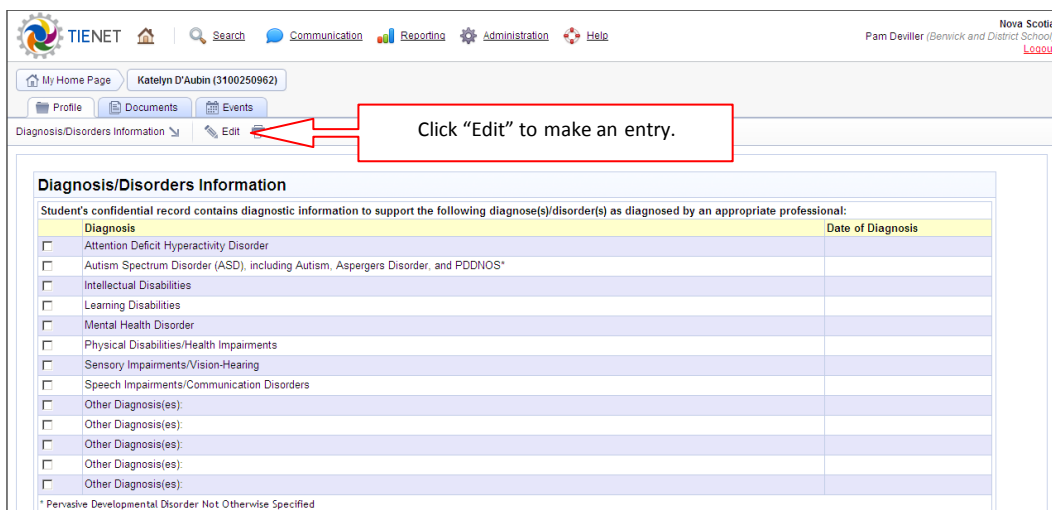 Nova Scotia
TIENET Search Communication Reporting Administration Help
Pam Deviller (Berwick and District School
Logou
My Home Page Katelyn D'Aubin (3100250962)
Profile Documents Events
Diagnosis/Disorders Information Edit
Click “Edit” to make an entry.
Diagnosis/Disorders Information
Student's confidential record contains diagnostic information to support the following diagnose(s)/disorder(s) as diagnosed by an appropriate professional:
Diagnosis Date of Diagnosis
Attention Deficit Hyperactivity Disorder
Autism Spectrum Disorder (ASD), including Autism, Aspergers Disorder, and PDDNOS*
Intellectual Disabilities
Learning Disabilities
Mental Health Disorder
Physical Disabilities/Health Impairments
Sensory Impairments/Vision-Hearing
Speech Impairments/Communication Disorders
Other Diagnosis(es):
Other Diagnosis(es):
Other Diagnosis(es):
Other Diagnosis(es):
Other Diagnosis(es):
* Pervasive Developmental Disorder Not Otherwise Specified